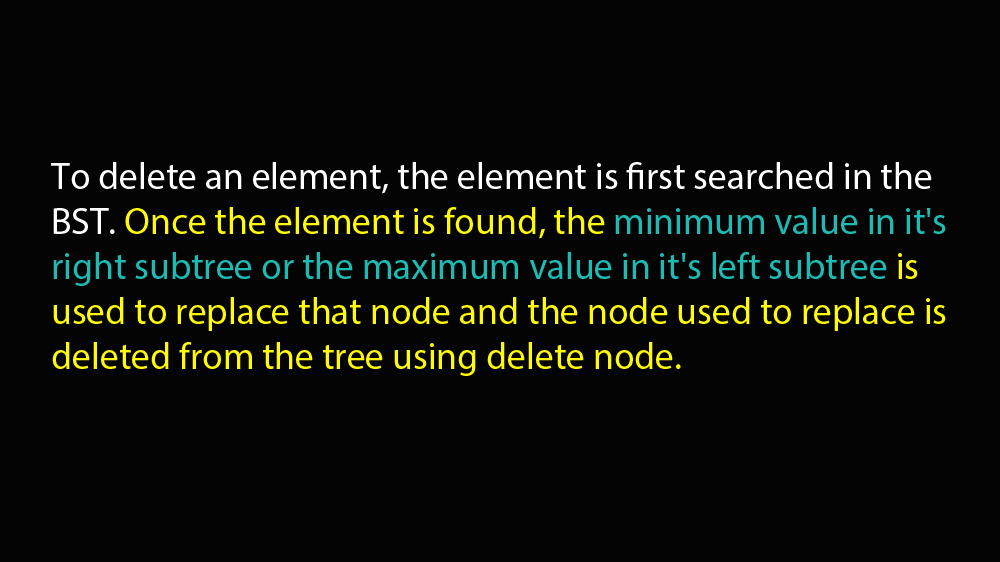 To delete an element, the element is first searched in the
BST. Once the element is found, the minimum value in it's
right subtree or the maximum value in it's left subtree is
used to replace that node and the node used to replace is
deleted from the tree using delete node.